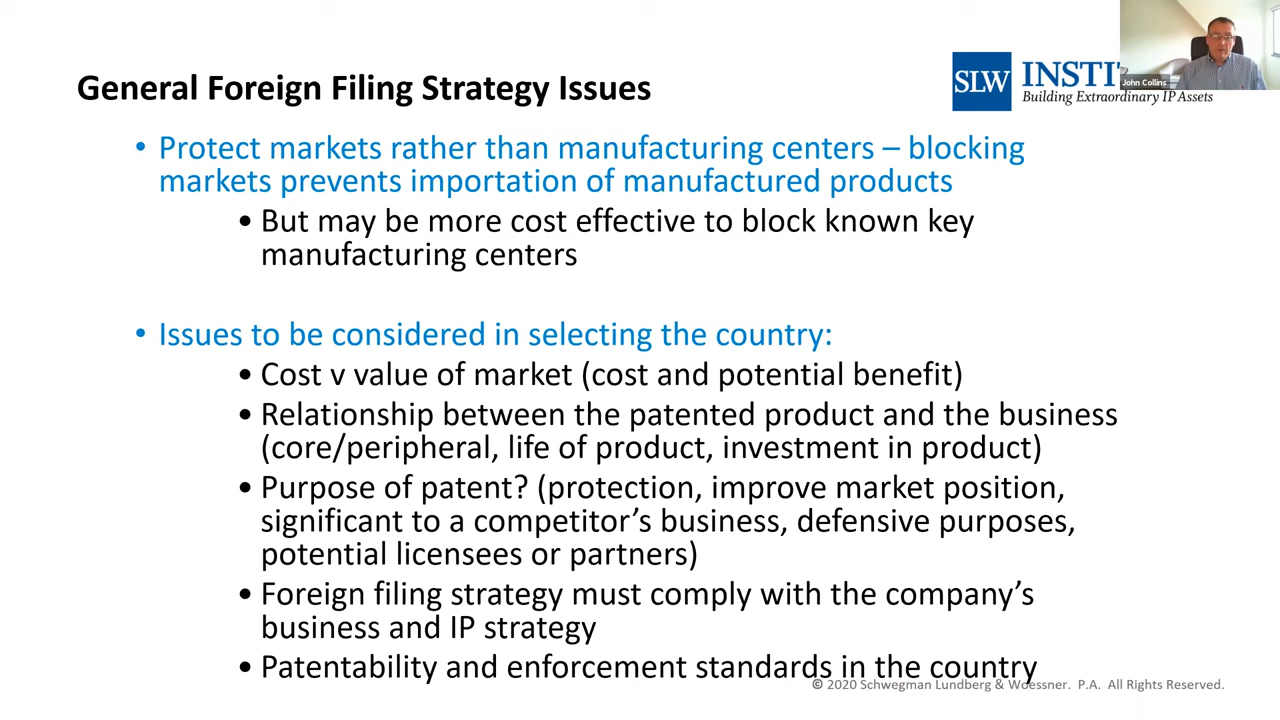 General Foreign Filing Strategy Issues
SLW
INSTI
Building Extraordinary IP Assets
John Collins
• Protect markets rather than manufacturing centers – blocking
markets prevents importation of manufactured products
• But may be more cost effective to block known key
manufacturing centers
• Issues to be considered in selecting the country:
• Cost v value of market (cost and potential benefit)
• Relationship between the patented product and the business
(core/peripheral, life of product, investment in product)
• Purpose of patent? (protection, improve market position,
significant to a competitor’s business, defensive purposes,
potential licensees or partners)
• Foreign filing strategy must comply with the company’s
business and IP strategy
• Patentability and enforcement standards in the country
© 2020 Schwegman Lundberg & Woessner. P.A. All Rights Reserved.